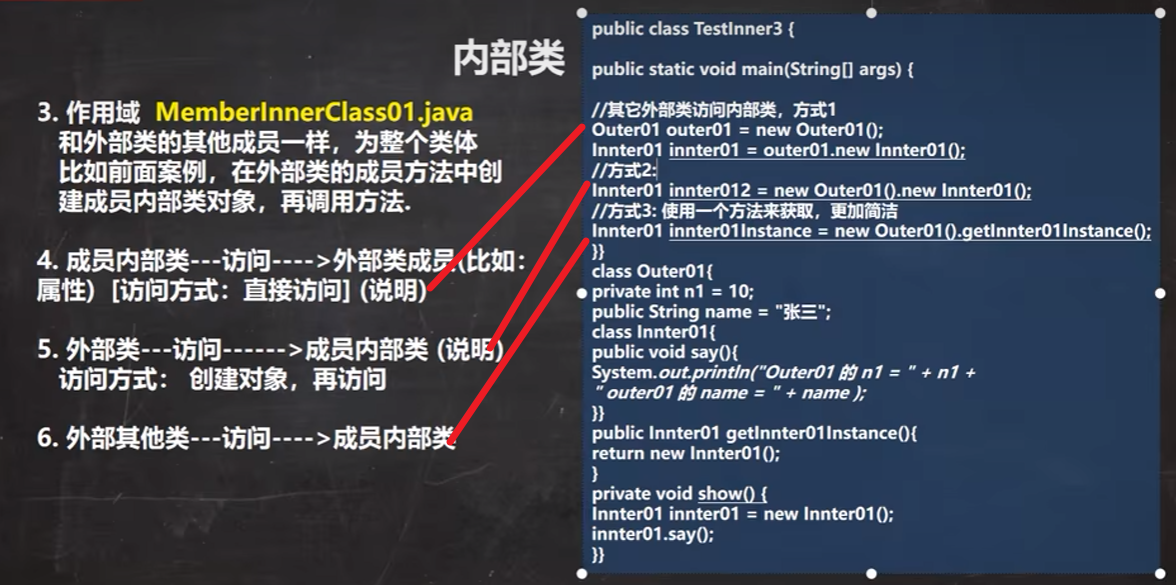 内部类
3. 作用域 MemberInnerClass01.java
和外部类的其他成员一样，为整个类体
比如前面案例，在外部类的成员方法中创
建成员内部类对象，再调用方法.
4. 成员内部类---访问---->外部类成员(比如：
属性) [访问方式：直接访问] (说明)
5. 外部类---访问------>成员内部类 (说明)
访问方式： 创建对象，再访问
6. 外部其他类---访问---->成员内部类
public class TestInner3 {
public static void main(String[] args) {
//其它外部类访问内部类，方式1
Outer01 outer01 = new Outer01();
Innter01 innter01 = outer01.new Innter01();
//方式2:
Innter01 innter012 = new Outer01().new Innter01();
//方式3: 使用一个方法来获取，更加简洁
Innter01 innter01Instance = new Outer01().getInnter01Instance();
}}
class Outer01{
private int n1 = 10;
public String name = "张三";
class Innter01{
public void say(){
System.out.println("Outer01 的 n1 = " + n1 +
" outer01 的 name = " + name );
}}
public Innter01 getInnter01Instance(){
return new Innter01();
}
private void show() {
Innter01 innter01 = new Innter01();
innter01.say();
}}